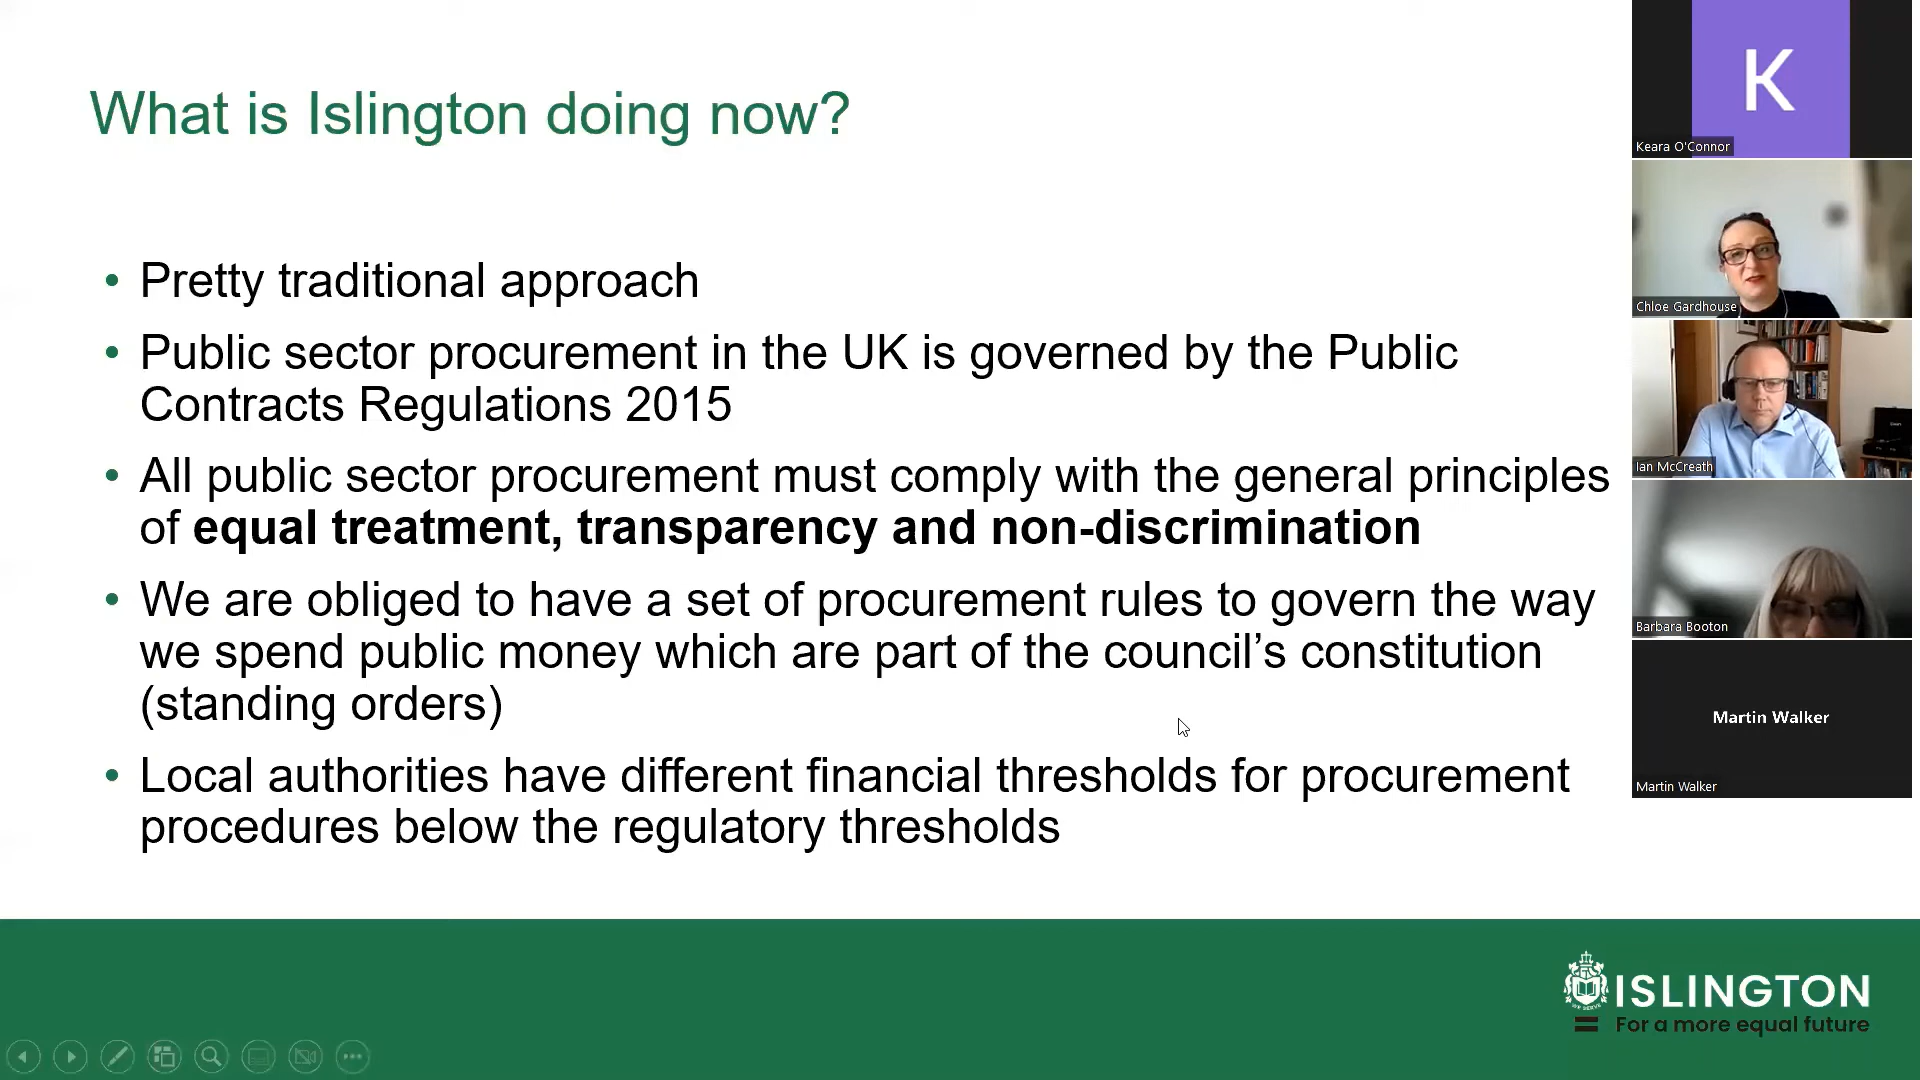 What is Islington doing now?
• Pretty traditional approach
• Public sector procurement in the UK is governed by the Public
Contracts Regulations 2015
• All public sector procurement must comply with the general principles
of equal treatment, transparency and non-discrimination
• We are obliged to have a set of procurement rules to govern the way
we spend public money which are part of the council’s constitution
(standing orders)
• Local authorities have different financial thresholds for procurement
procedures below the regulatory thresholds
K
Keara O'Connor
Chloe Gardhouse
Ian McCreath
Barbara Booton
Martin Walker
Martin Walker
ISLINGTON
For a more equal future